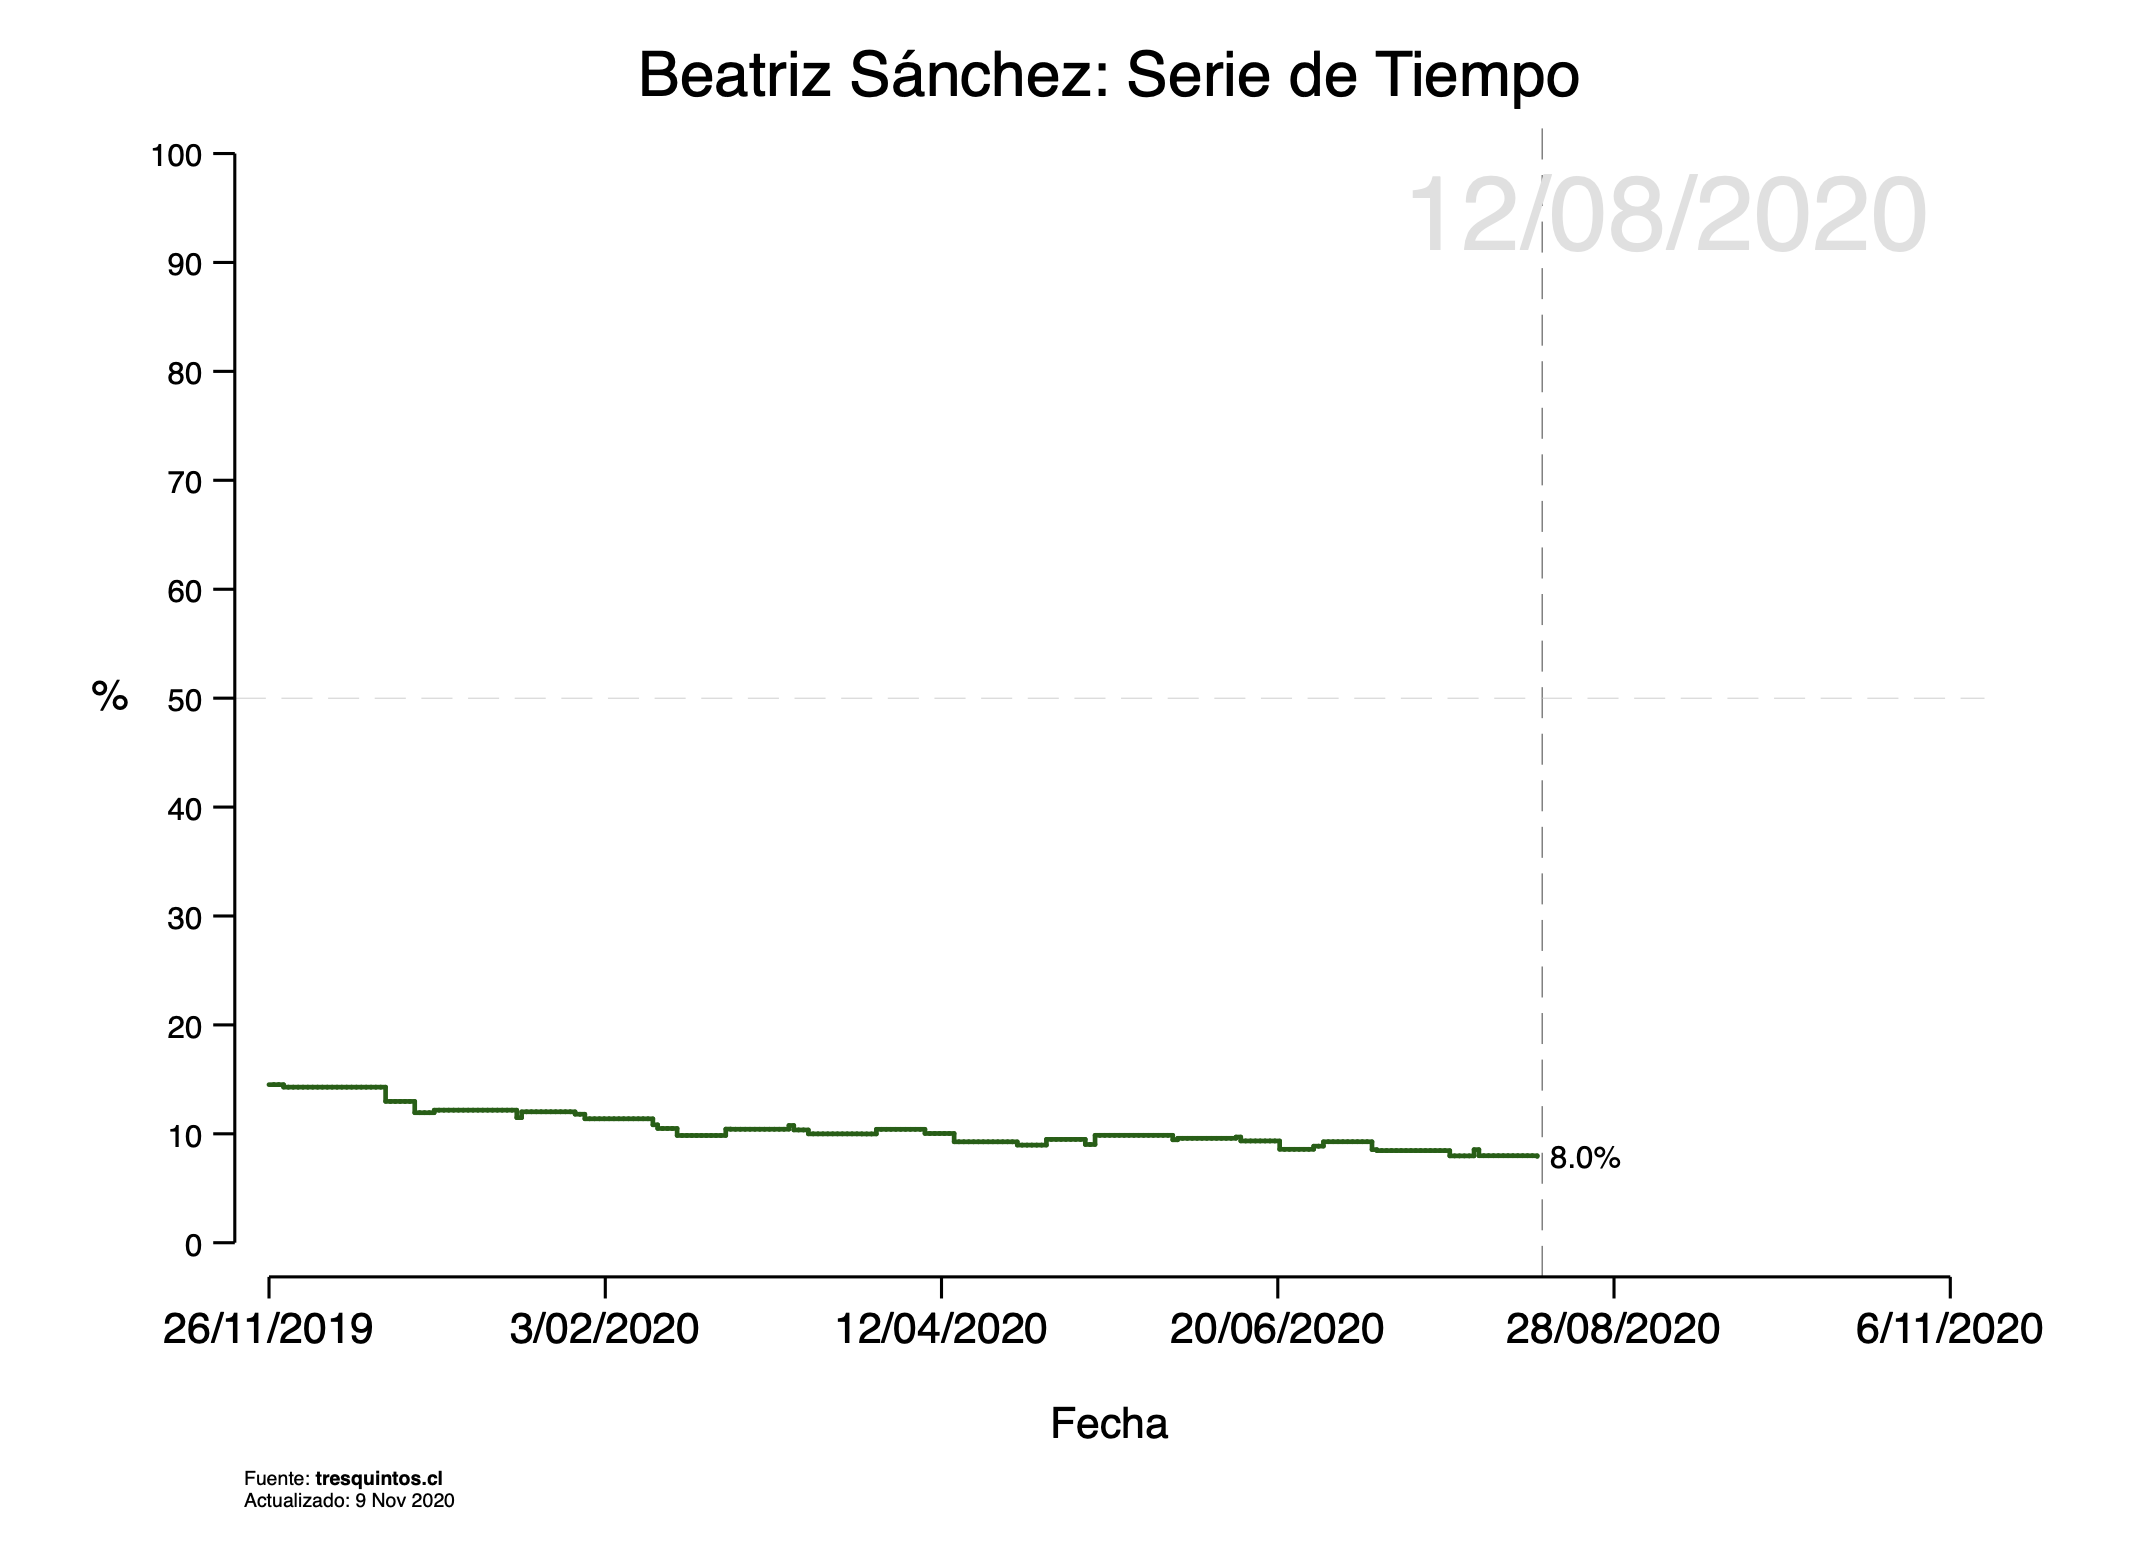 Beatriz Sánchez: Serie de Tiempo
12/08/2020
100
90
80
70
60
50
40
30
20
10
0
%
8.0%
26/11/2019 3/02/2020 12/04/2020 20/06/2020 28/08/2020 6/11/2020
Fecha
Fuente: tresquintos.cl
Actualizado: 9 Nov 2020